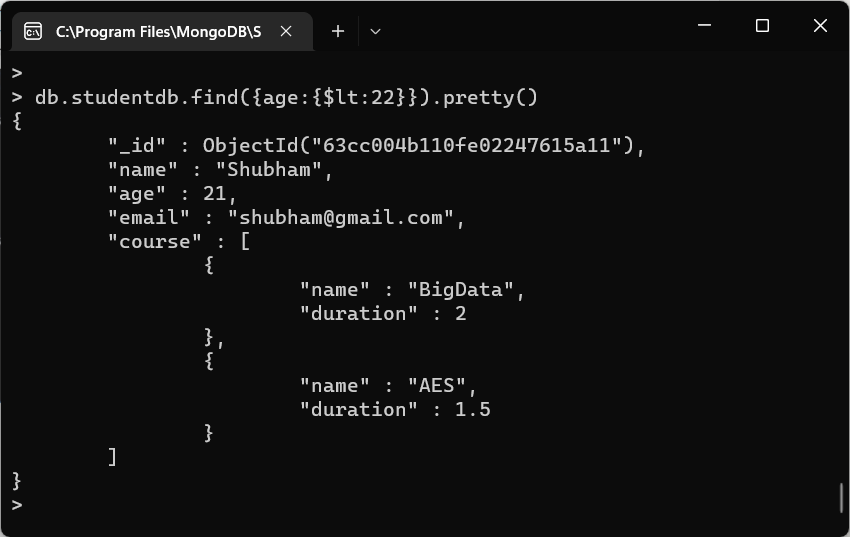 C:\Program Files\MongoDB\S
>
> db.studentdb.find({age:{$lt:22}}).pretty()
{
        "_id" : ObjectId("63cc004b110fe02247615a11"),
        "name" : "Shubham",
        "age" : 21,
        "email" : "shubham@gmail.com",
        "course" : [
                {
                        "name" : "BigData",
                        "duration" : 2
                },
                {
                        "name" : "AES",
                        "duration" : 1.5
                }
        ]
}
>